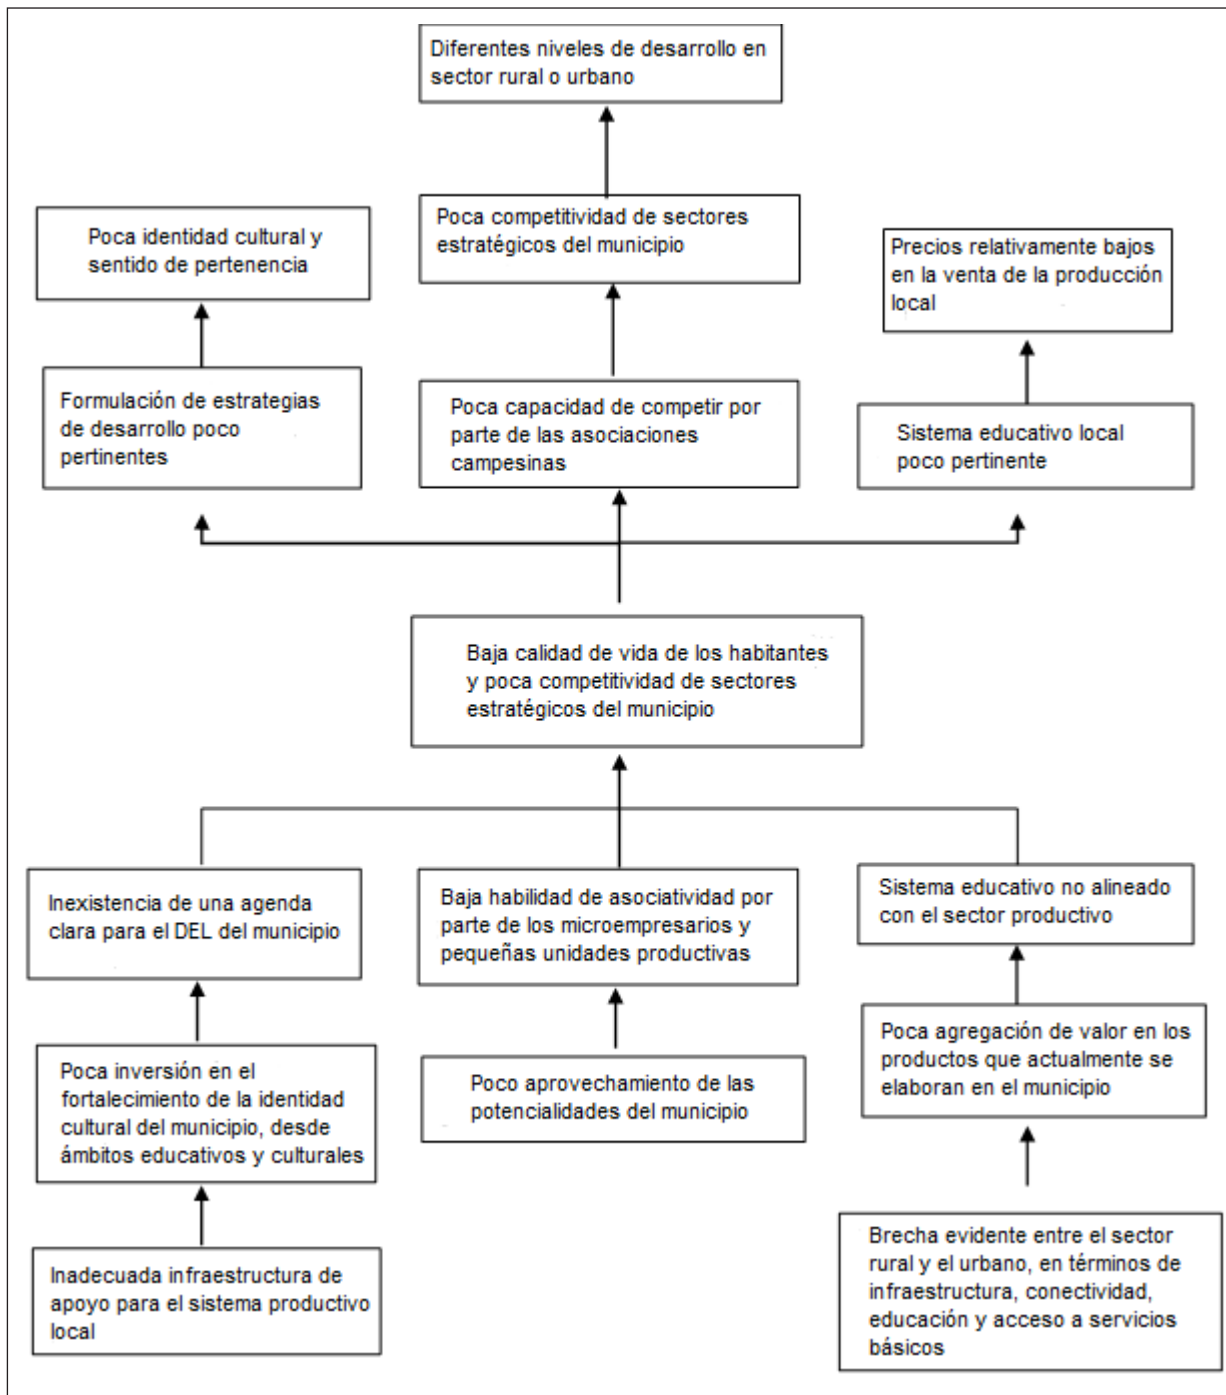 Diferentes niveles de desarrollo en
sector rural o urbano
Poca identidad cultural y
sentido de pertenencia
Poca competitividad de sectores
estratégicos del municipio
Precios relativamente bajos
en la venta de la producción
local
Formulación de estrategias
de desarrollo poco
pertinentes
Poca capacidad de competir por
parte de las asociaciones
campesinas
Sistema educativo local
poco pertinente
Baja calidad de vida de los habitantes
y poca competitividad de sectores
estratégicos del municipio
Inexistencia de una agenda
clara para el DEL del municipio
Baja habilidad de asociatividad por
parte de los microempresarios y
pequeñas unidades productivas
Sistema educativo no alineado
con el sector productivo
Poca inversión en el
fortalecimiento de la identidad
cultural del municipio, desde
ámbitos educativos y culturales
Poco aprovechamiento de las
potencialidades del municipio
Poca agregación de valor en los
productos que actualmente se
elaboran en el municipio
Inadecuada infraestructura de
apoyo para el sistema productivo
local
Brecha evidente entre el sector
rural y el urbano, en términos de
infraestructura, conectividad,
educación y acceso a servicios
básicos